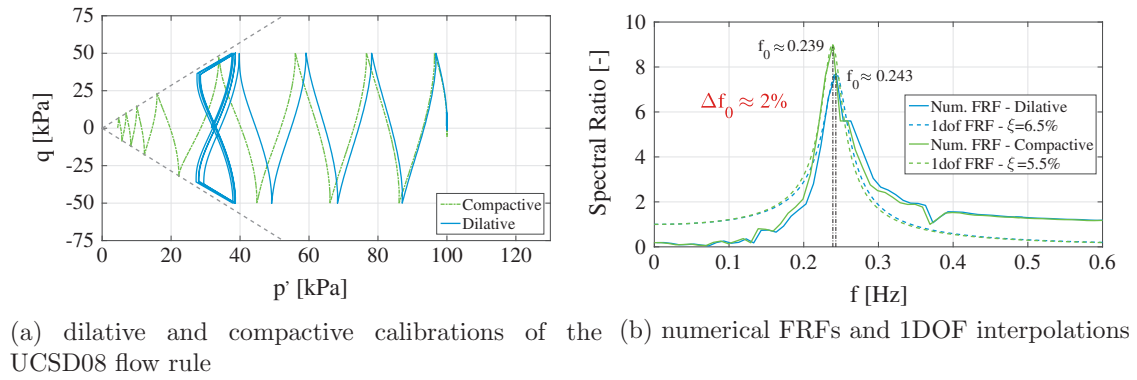 75
50
25
0
-25
-50
-75
q [kPa]
0
20
40
60
80
100
120
p' [kPa]
Compactive
Dilative
(a) dilative and compactive calibrations of the
UCSD08 flow rule
10
8
6
4
2
0
Spectral Ratio [-]
f0 ≈ 0.239
f0 ≈ 0.243
Δf0 ≈ 2%
Num. FRF - Dilative
1dof FRF - ξ=6.5%
Num. FRF - Compactive
1dof FRF - ξ=5.5%
0
0.1
0.2
0.3
0.4
0.5
0.6
f [Hz]
(b) numerical FRFs and 1DOF interpolations